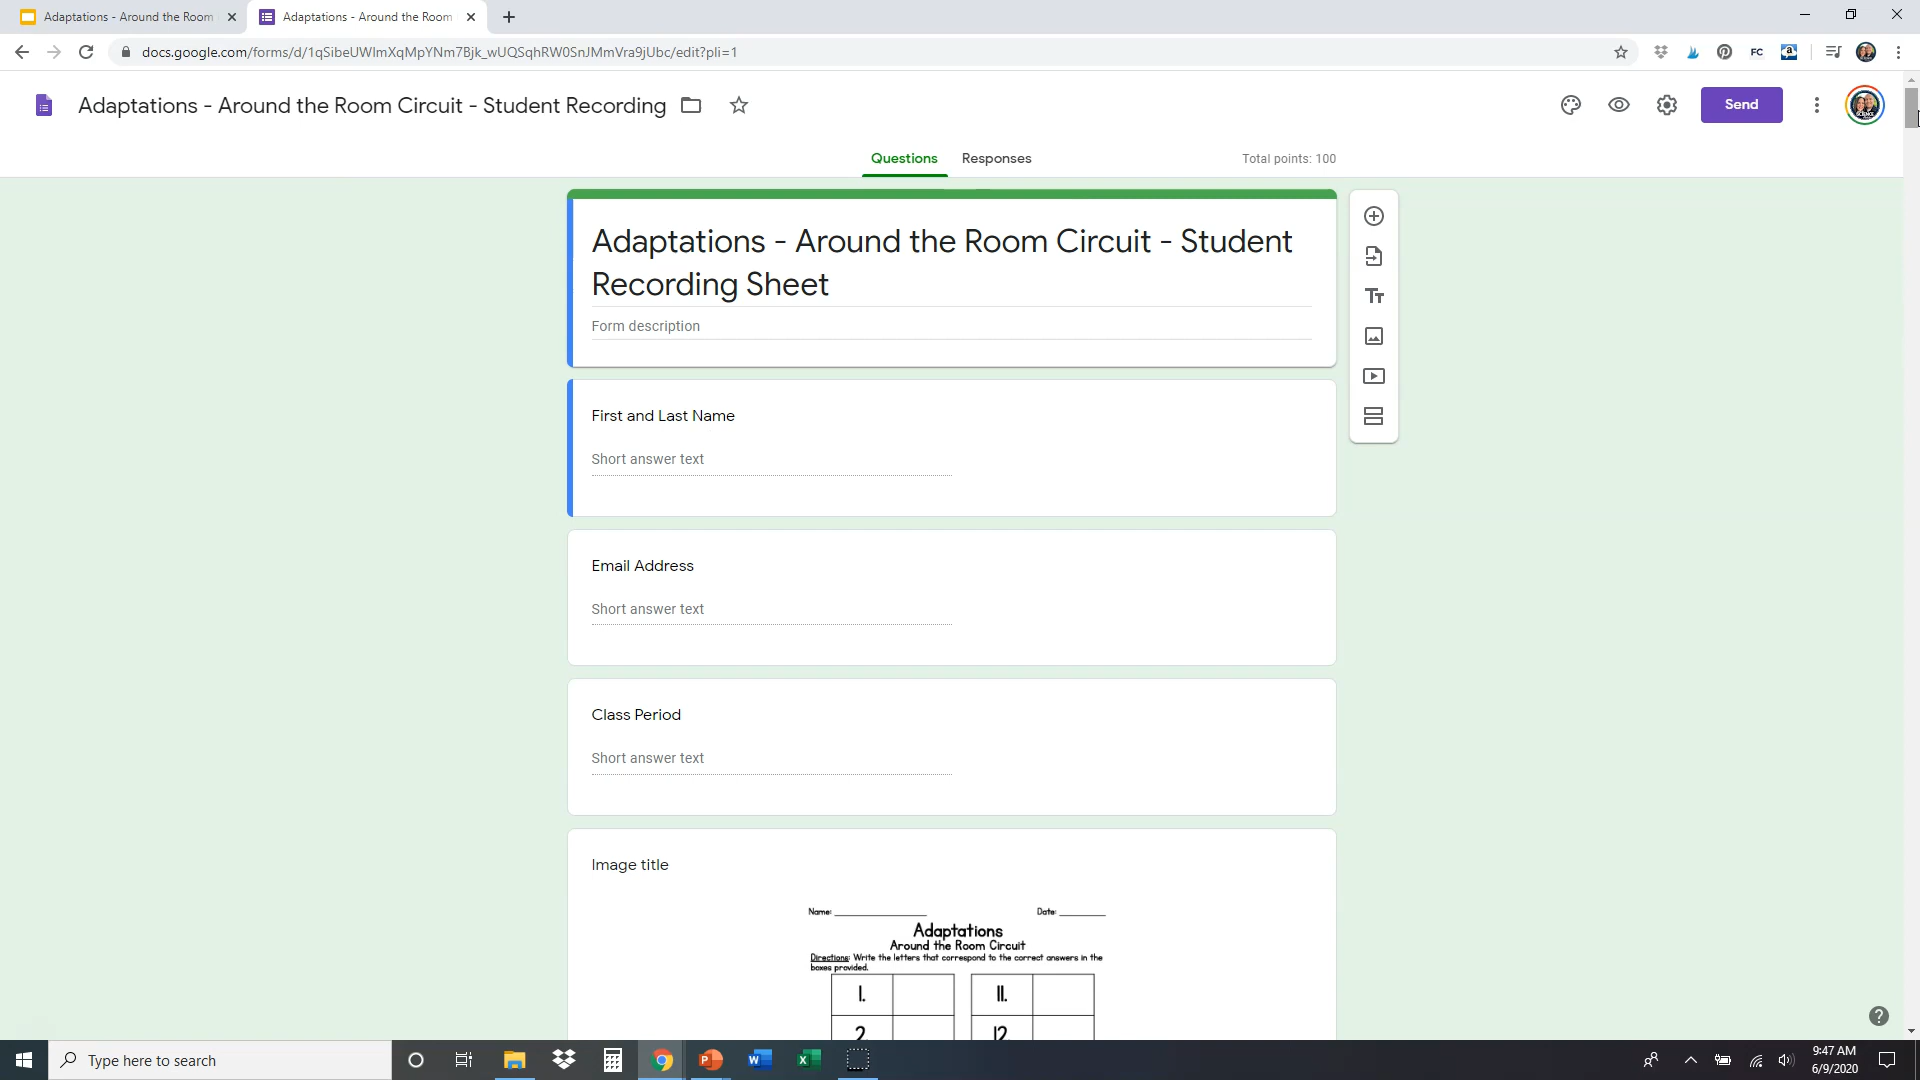 Adaptations - Around the Room
Adaptations - Around the Room
docs.google.com/forms/d/1qSibeUWImXqMpYNm7Bjk_wUQSqhRW0SnJMmVra9jUbc/edit?pli=1
FC
a
Adaptations - Around the Room Circuit - Student Recording
Send
Questions
Responses
Total points: 100
Adaptations - Around the Room Circuit - Student
Recording Sheet
Form description
Tт
First and Last Name
Short answer text
Email Address
Short answer text
Class Period
Short answer text
Image title
Name:
Date:
Adaptations
Around the Room Circuit
Directions: Write the letters that correspond to the correct answers in the
boxes provided.
1.
11.
2.
12.
Type here to search
9:47 AM
6/9/2020